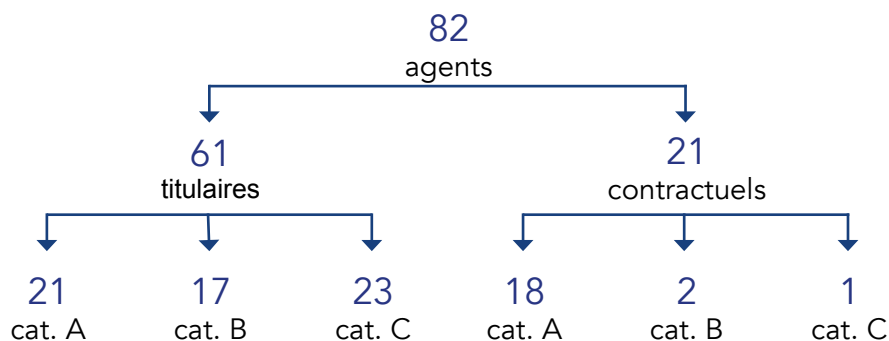 82
agents
61
titulaires
21
contractuels
21
cat. A
17
cat. B
23
cat. C
18
cat. A
2
cat. B
1
cat. C